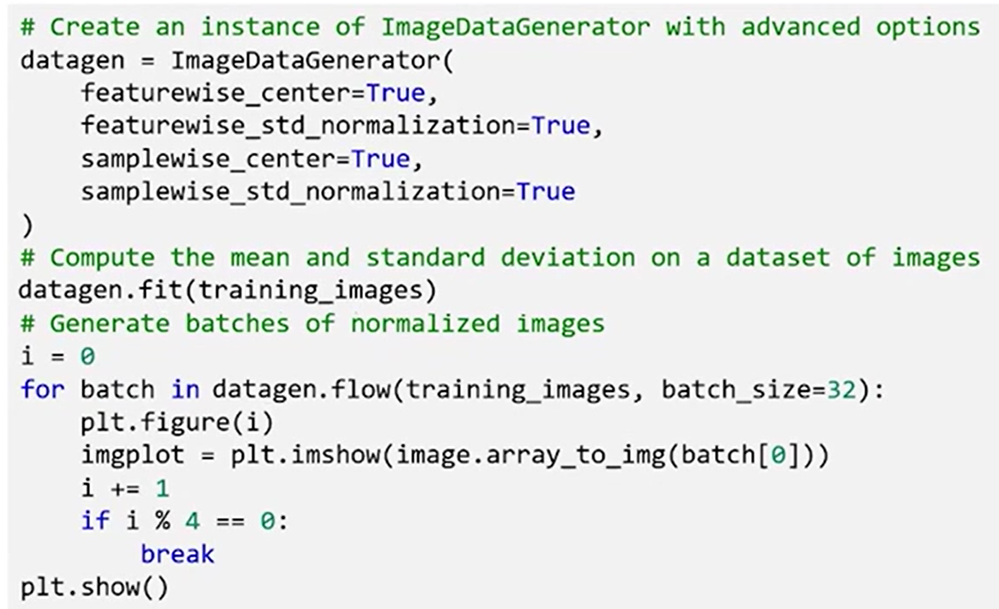 # Create an instance of ImageDataGenerator with advanced options
datagen = ImageDataGenerator(
    featurewise_center=True,
    featurewise_std_normalization=True,
    samplewise_center=True,
    samplewise_std_normalization=True
)
# Compute the mean and standard deviation on a dataset of images
datagen.fit(training_images)
# Generate batches of normalized images
i = 0
for batch in datagen.flow(training_images, batch_size=32):
    plt.figure(i)
    imgplot = plt.imshow(image.array_to_img(batch[0]))
    i += 1
    if i % 4 == 0:
        break
plt.show()